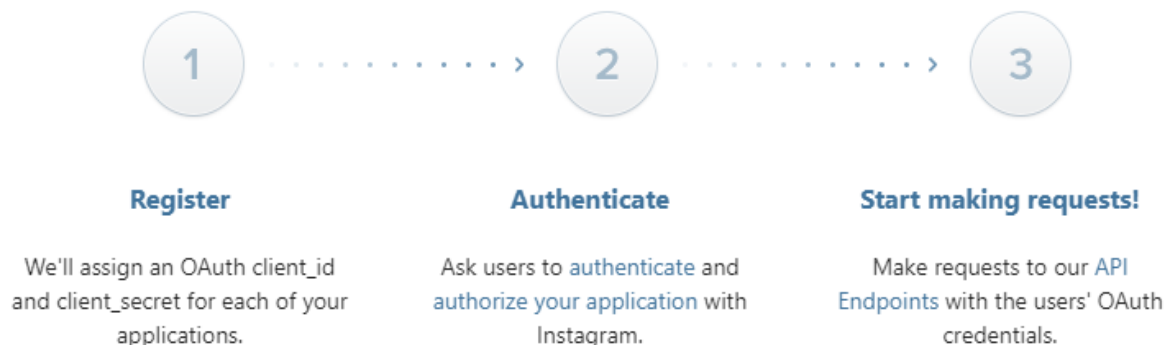 1
2
3
Register
We'll assign an OAuth client_id
and client_secret for each of your
applications.
Authenticate
Ask users to authenticate and
authorize your application with
Instagram.
Start making requests!
Make requests to our API
Endpoints with the users' OAuth
credentials.